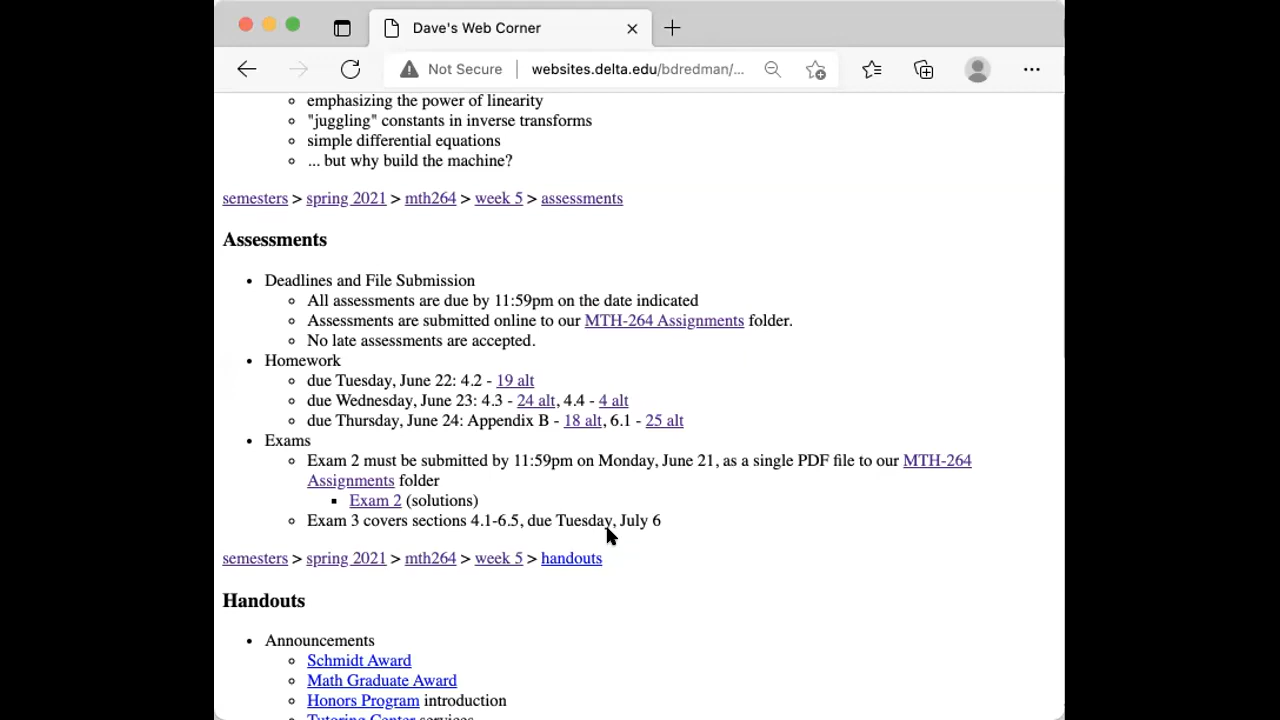 Dave's Web Corner
Not Secure | websites.delta.edu/bdredman/...
emphasizing the power of linearity
"juggling" constants in inverse transforms
simple differential equations
... but why build the machine?
semesters > spring 2021 > mth264 > week 5 > assessments
Assessments
Deadlines and File Submission
All assessments are due by 11:59pm on the date indicated
Assessments are submitted online to our MTH-264 Assignments folder.
No late assessments are accepted.
Homework
due Tuesday, June 22: 4.2 - 19 alt
due Wednesday, June 23: 4.3 - 24 alt, 4.4 - 4 alt
due Thursday, June 24: Appendix B - 18 alt, 6.1 - 25 alt
Exams
Exam 2 must be submitted by 11:59pm on Monday, June 21, as a single PDF file to our MTH-264
Assignments folder
Exam 2 (solutions)
Exam 3 covers sections 4.1-6.5, due Tuesday, July 6
semesters > spring 2021 > mth264 > week 5 > handouts
Handouts
Announcements
Schmidt Award
Math Graduate Award
Honors Program introduction
Tutoring Center services